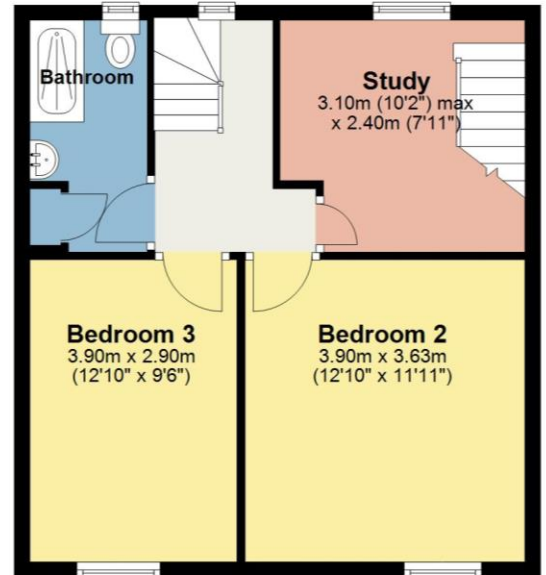 Bathroom
Study
3.10m (10'2") max
x 2.40m (7'11")
Bedroom 3
3.90m x 2.90m
(12'10" x 9'6")
Bedroom 2
3.90m x 3.63m
(12'10" x 11'11")